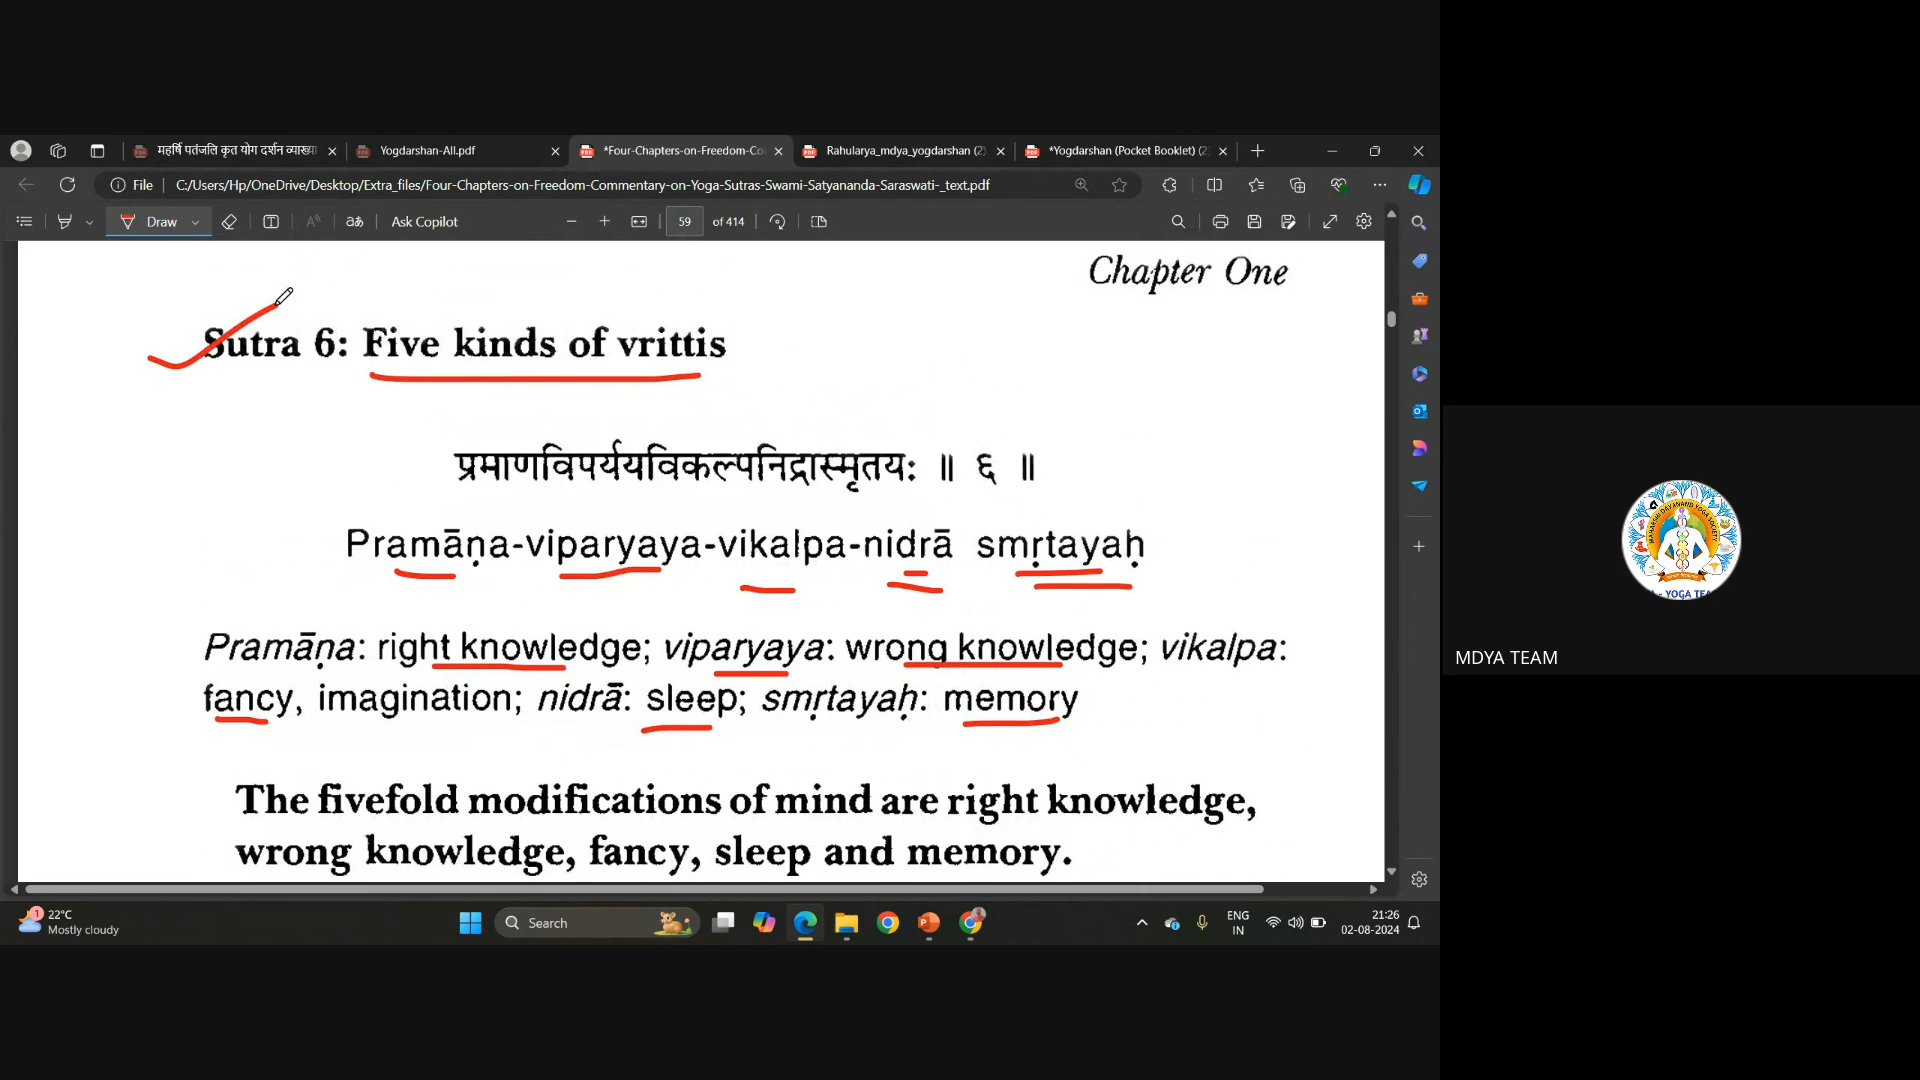 महर्षि पतंजलि कृत योग दर्शन व्याख्या
Yogdarshan-All.pdf
*Four-Chapters-on-Freedom-Co
Rahularya_mdya_yogdarshan (2)
*Yogdarshan (Pocket Booklet) (2
File
C:/Users/Hp/OneDrive/Desktop/Extra_files/Four-Chapters-on-Freedom-Commentary-on-Yoga-Sutras-Swami-Satyananda-Saraswati-_text.pdf
Draw
aあ
Ask Copilot
59 of 414
Chapter One
Sutra 6: Five kinds of vrittis
प्रमाणविपर्ययविकल्पनिद्रास्मृतयः ॥ ६ ॥
Pramāṇa-viparyaya-vikalpa-nidrā smṛtayaḥ
Pramāṇa: right knowledge; viparyaya: wrong knowledge; vikalpa:
fancy, imagination; nidrā: sleep; smṛtayaḥ: memory
The fivefold modifications of mind are right knowledge,
wrong knowledge, fancy, sleep and memory.
MDYA TEAM
1
22°C
Mostly cloudy
Search
ENG
IN
21:26
02-08-2024